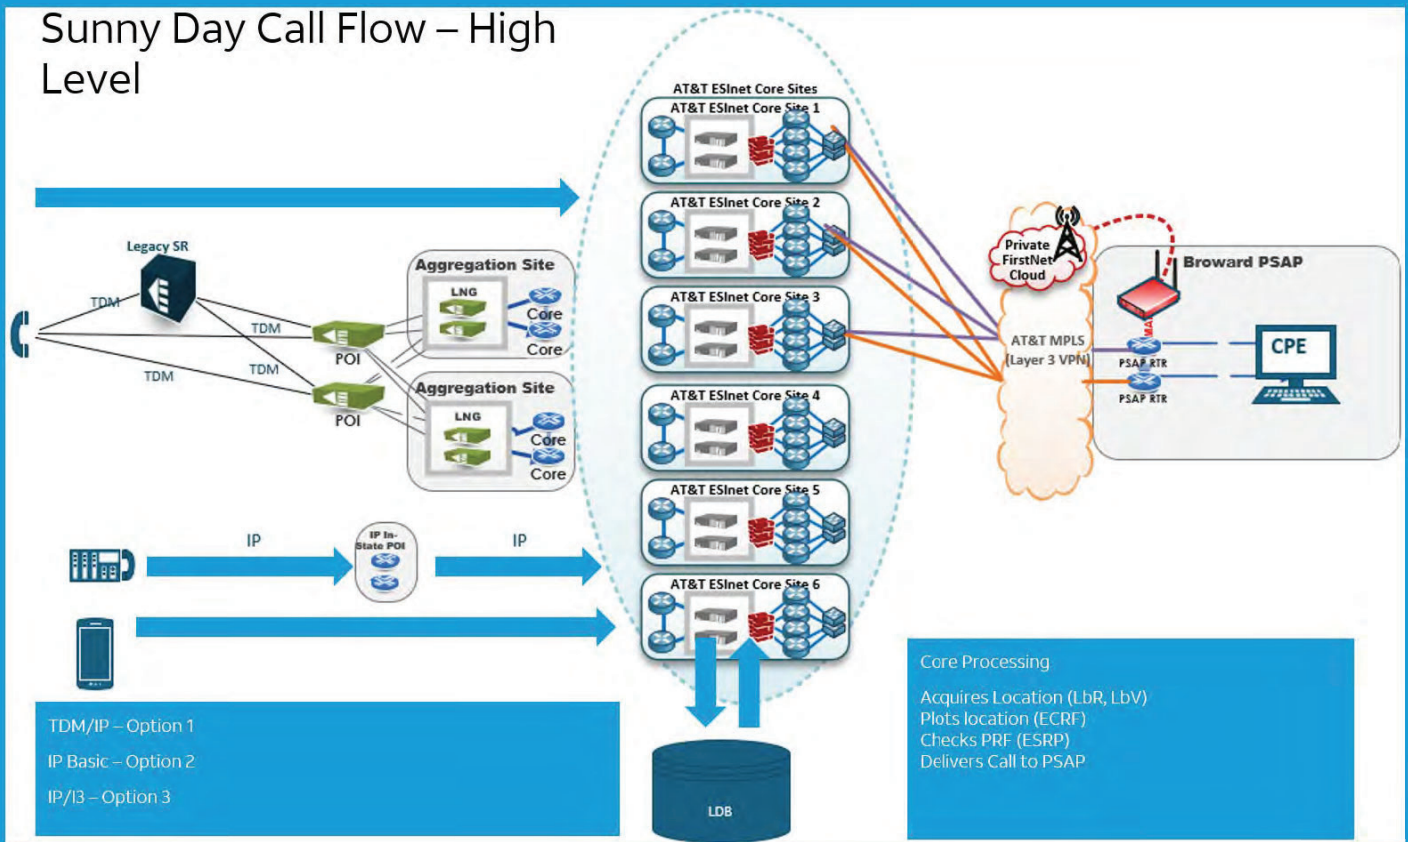 Sunny Day Call Flow – High
Level
AT&T ESInet Core Sites
AT&T ESInet Core Site 1
AT&T ESInet Core Site 2
AT&T ESInet Core Site 3
AT&T ESInet Core Site 4
AT&T ESInet Core Site 5
AT&T ESInet Core Site 6
Legacy SR
TDM
TDM
TDM
TDM
POI
POI
Aggregation Site
LNG
Core
Core
Aggregation Site
LNG
Core
Core
Private
FirstNet
Cloud
AT&T MPLS
(Layer 3 VPN)
Broward PSAP
PSAP RTR
PSAP RTR
CPE
IP
IP In-
State POI
IP
TDM/IP – Option 1
IP Basic – Option 2
IP/I3 – Option 3
LDB
Core Processing
Acquires Location (LbR, LbV)
Plots location (ECRF)
Checks PRF (ESRP)
Delivers Call to PSAP